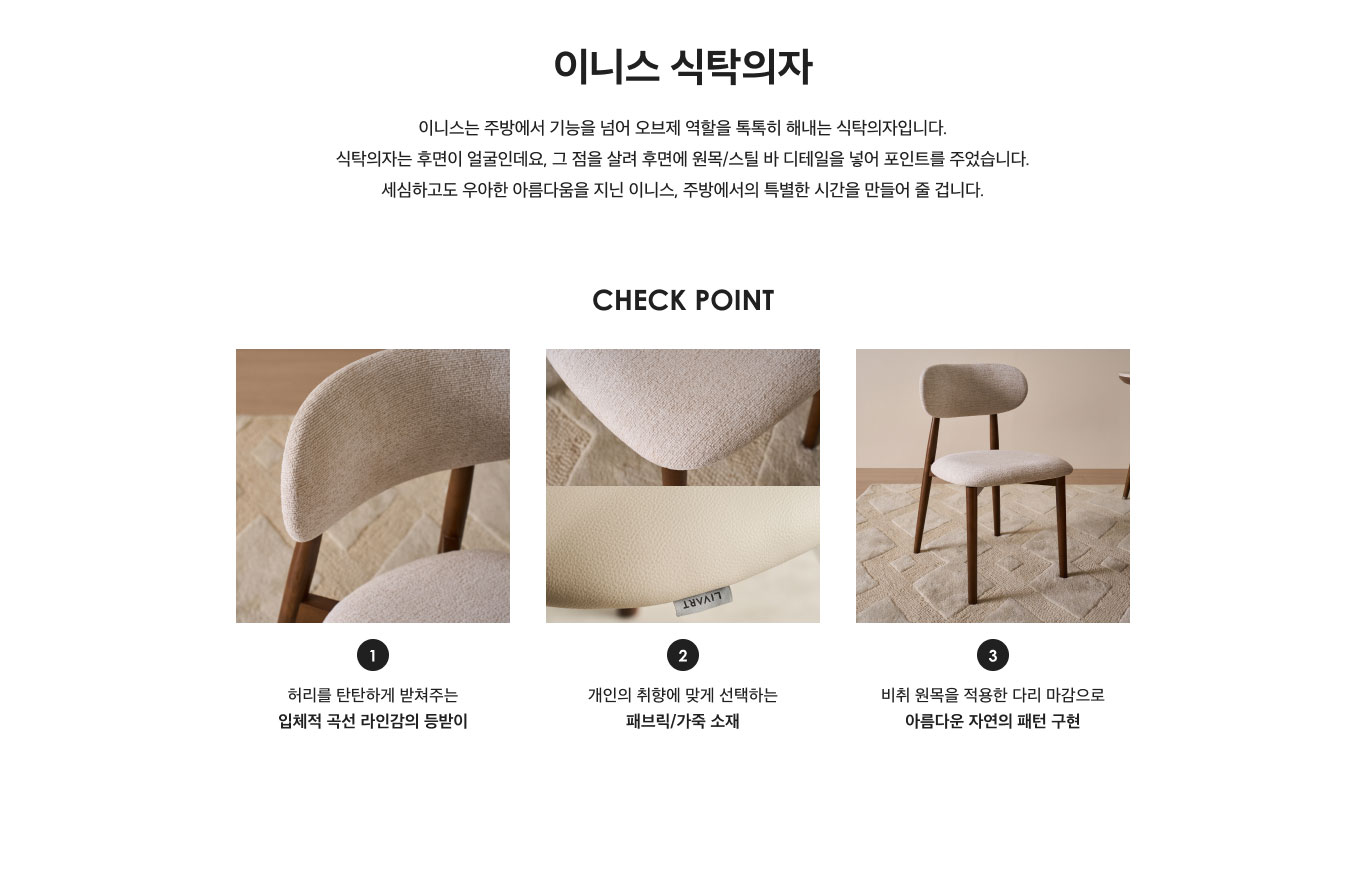 이니스 식탁의자
이니스는 주방에서 기능을 넘어 오브제 역할을 톡톡히 해내는 식탁의자입니다.
식탁의자는 후면이 얼굴인데요, 그 점을 살려 후면에 원목/스틸 바 디테일을 넣어 포인트를 주었습니다.
세심하고도 우아한 아름다움을 지닌 이니스, 주방에서의 특별한 시간을 만들어 줄 겁니다.
CHECK POINT
LIVART
1
허리를 탄탄하게 받쳐주는
입체적 곡선 라인감의 등받이
2
개인의 취향에 맞게 선택하는
패브릭/가죽 소재
3
비취 원목을 적용한 다리 마감으로
아름다운 자연의 패턴 구현